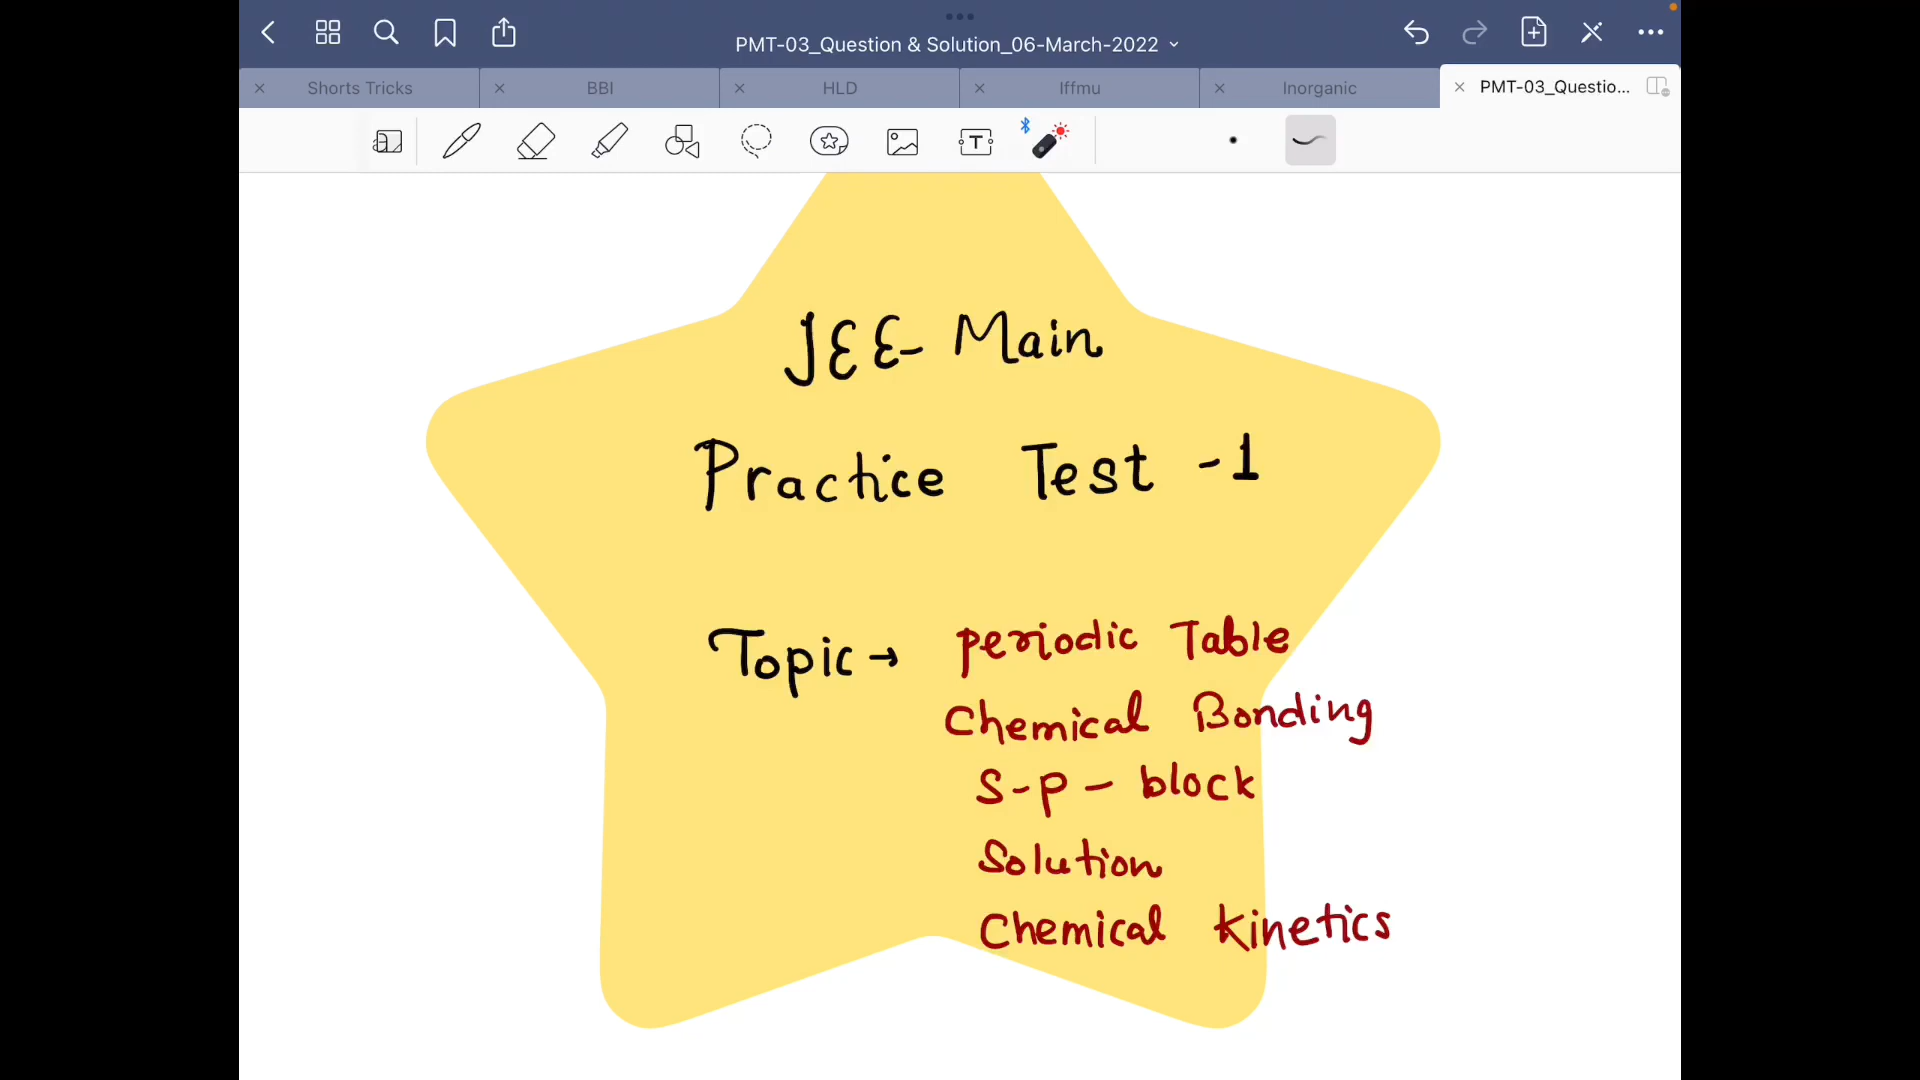 PMT-03_Question & Solution_06-March-2022
Shorts Tricks
BBI
HLD
Iffmu
Inorganic
PMT-03_Questio...
T
JEE- Main
Practice Test -1
Topic → periodic Table
Chemical Bonding
S-p- block
Solution
Chemical Kinetics